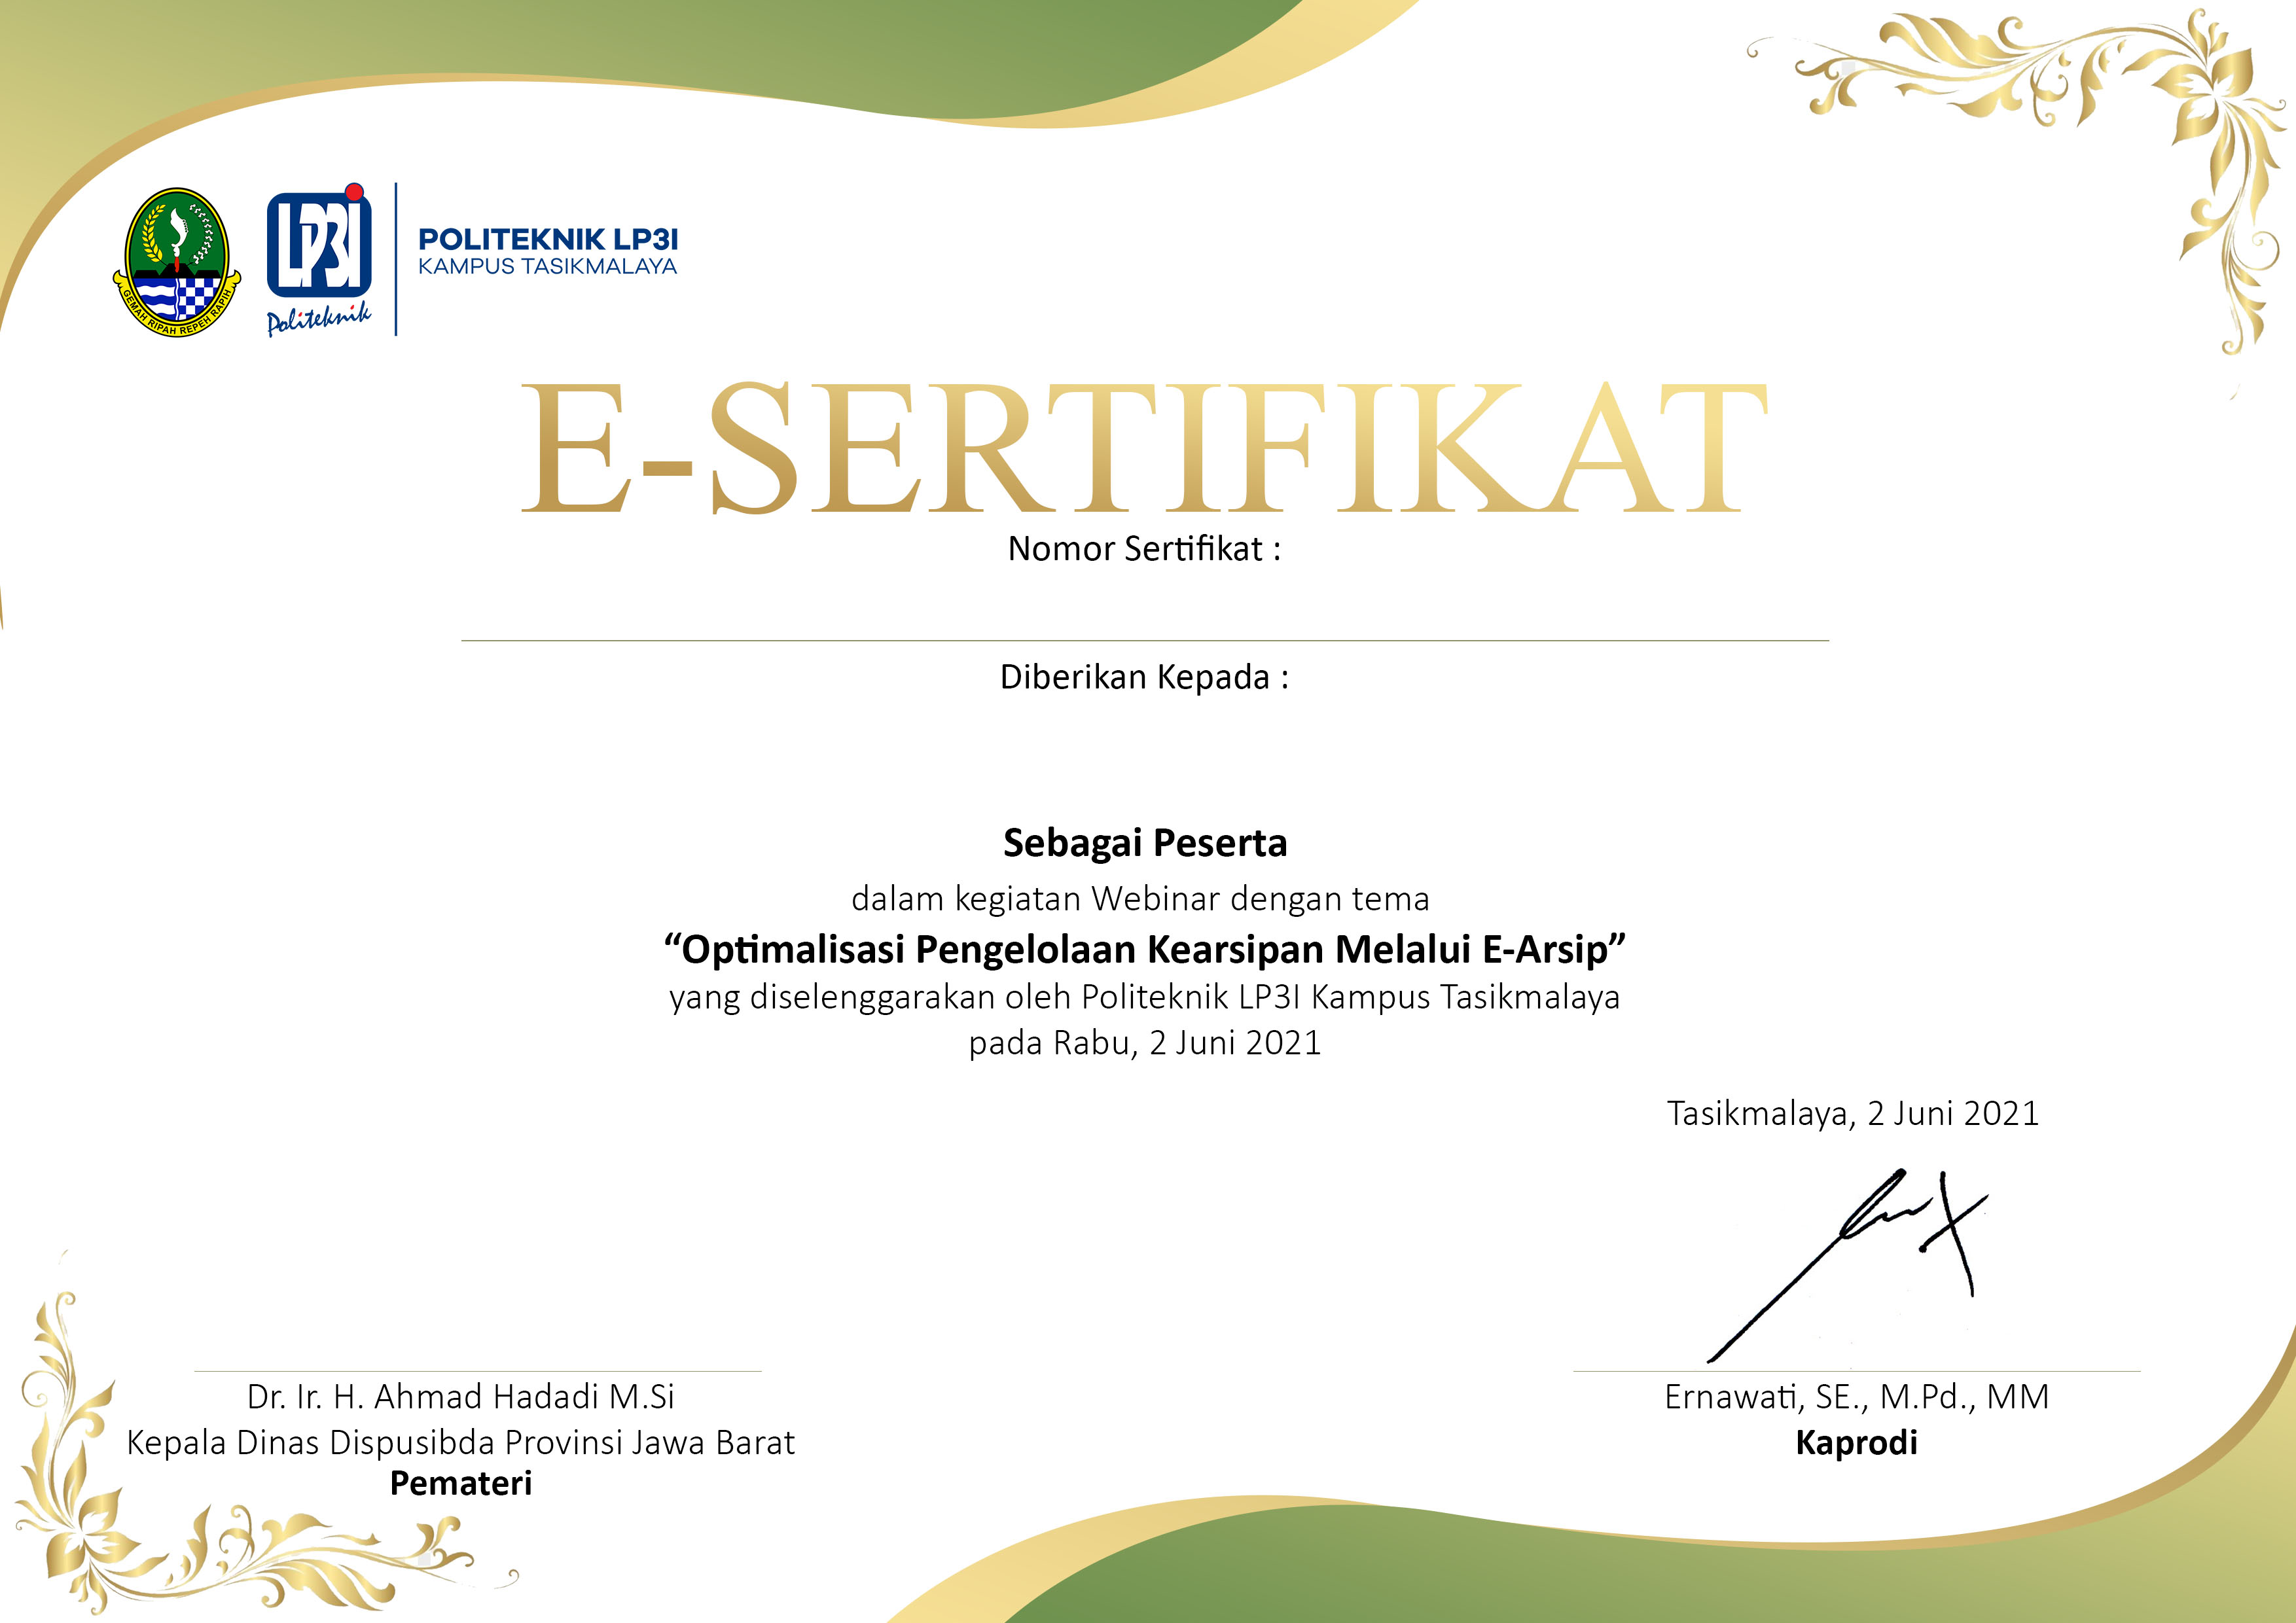 GEMAH RIPAH REPEH RAPIH
LP3I
Politeknik
POLITEKNIK LP3I
KAMPUS TASIKMALAYA
E-SERTIFIKAT
Nomor Sertifikat :
Diberikan Kepada :
Sebagai Peserta
dalam kegiatan Webinar dengan tema
“Optimalisasi Pengelolaan Kearsipan Melalui E-Arsip”
yang diselenggarakan oleh Politeknik LP3I Kampus Tasikmalaya
pada Rabu, 2 Juni 2021
Tasikmalaya, 2 Juni 2021
Dr. Ir. H. Ahmad Hadadi M.Si
Kepala Dinas Dispusibda Provinsi Jawa Barat
Pemateri
Ernawati, SE., M.Pd., MM
Kaprodi